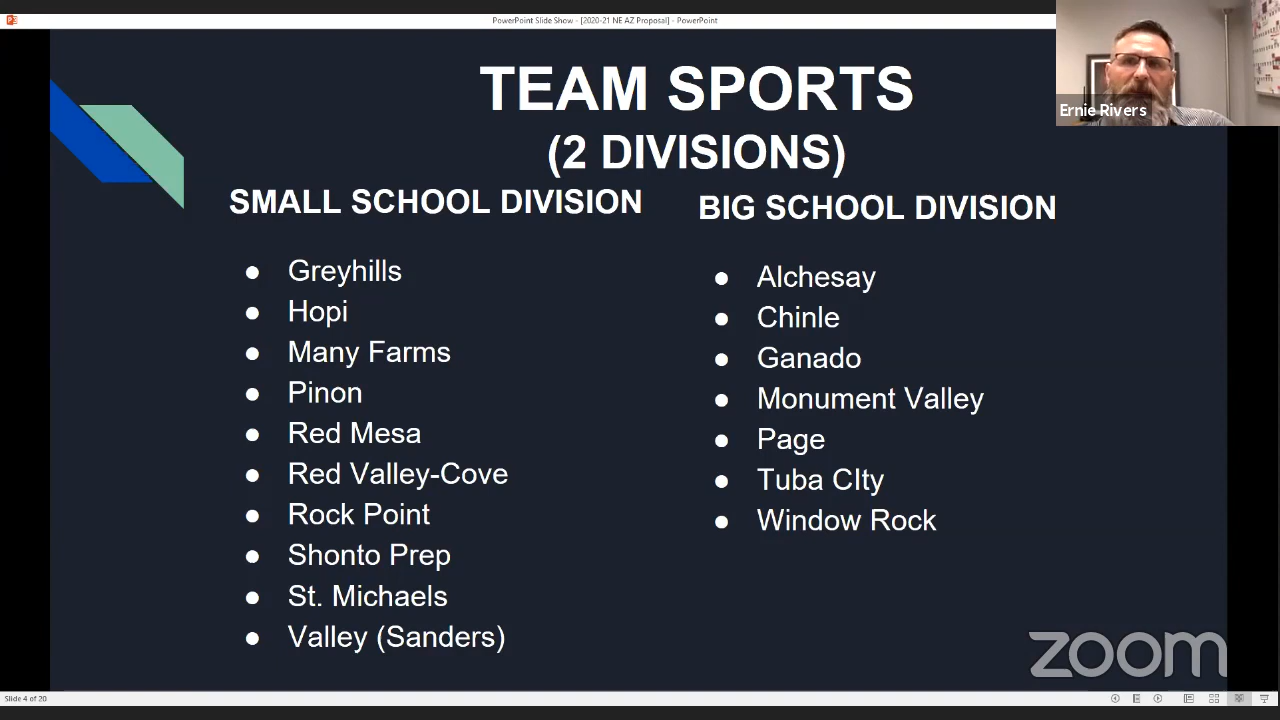 PowerPoint Slide Show - [2020-21 NE AZ Proposal] - PowerPoint
Ernie Rivers
TEAM SPORTS
(2 DIVISIONS)
SMALL SCHOOL DIVISION
Greyhills
Hopi
Many Farms
Pinon
Red Mesa
Red Valley-Cove
Rock Point
Shonto Prep
St. Michaels
Valley (Sanders)
BIG SCHOOL DIVISION
Alchesay
Chinle
Ganado
Monument Valley
Page
Tuba CIty
Window Rock
zoom
Slide 4 of 20